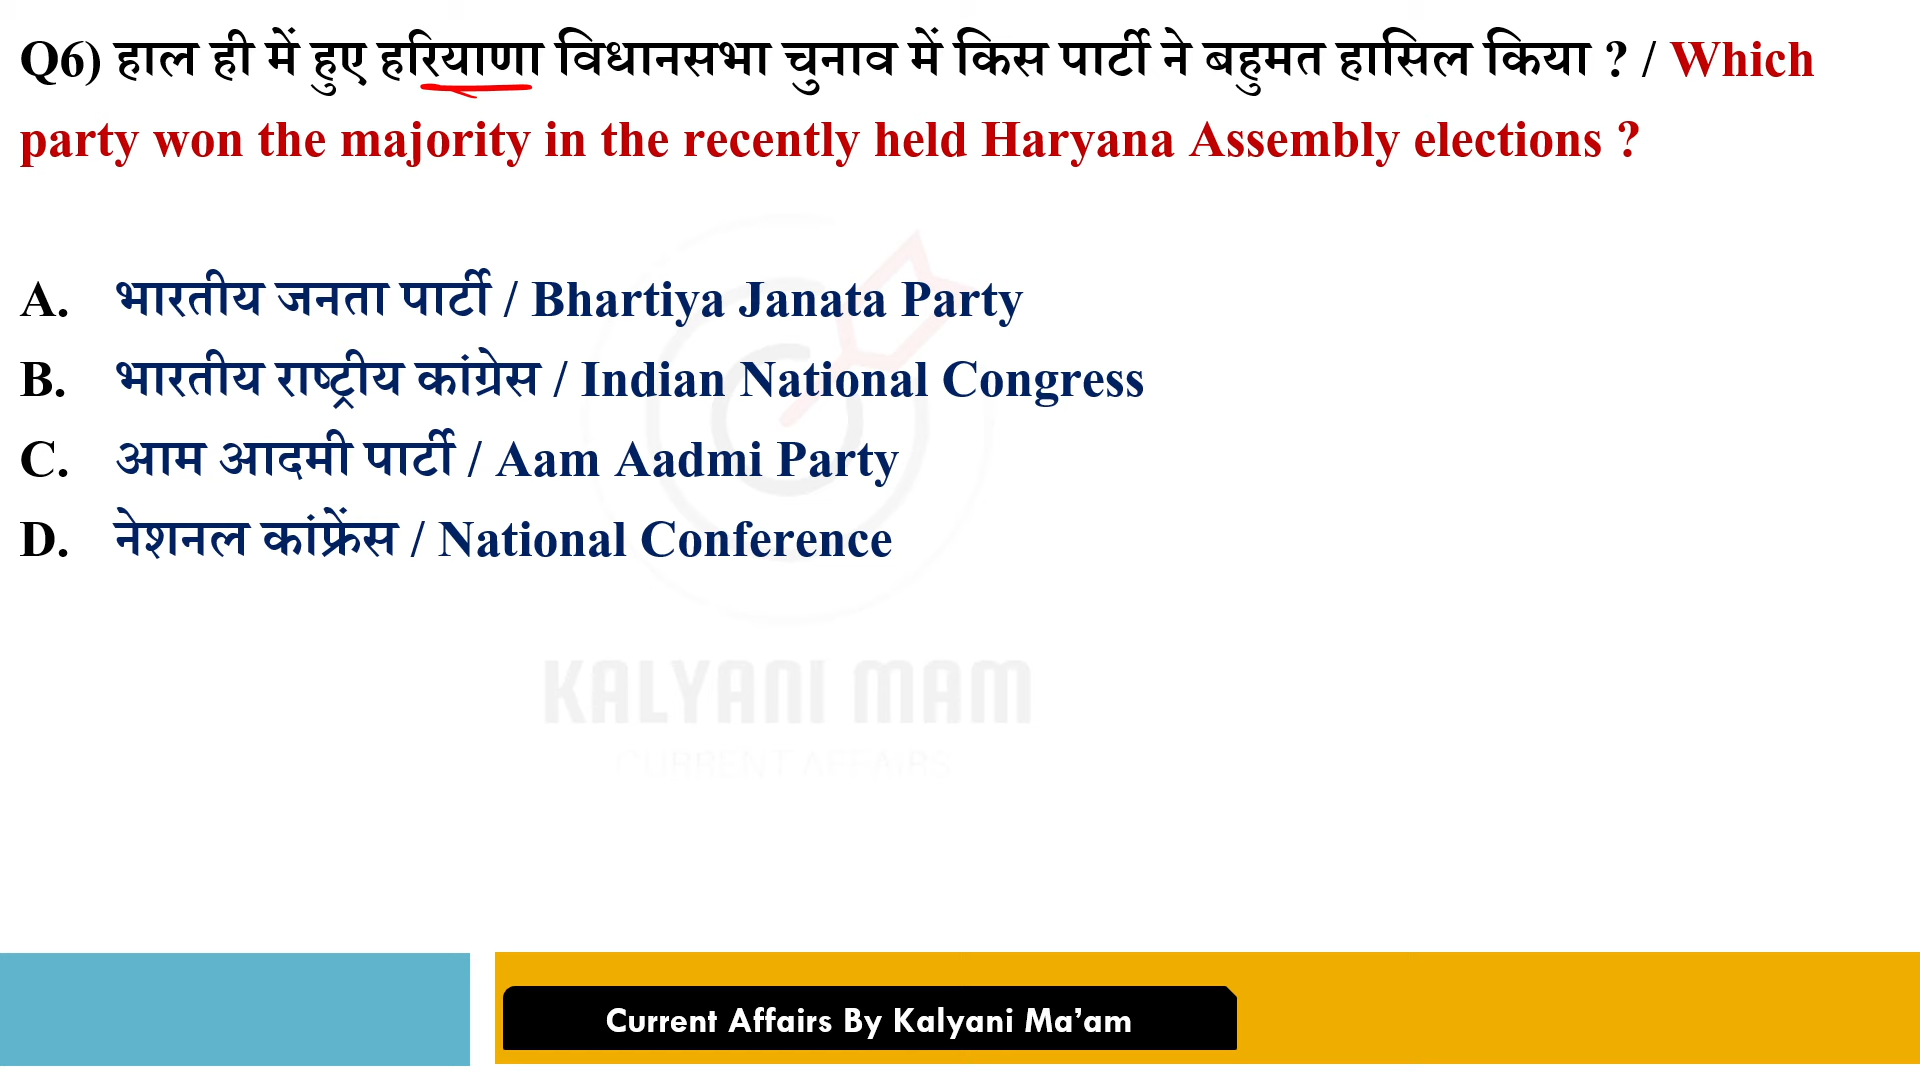 Q6) हाल ही में हुए हरियाणा विधानसभा चुनाव में किस पार्टी ने बहुमत हासिल किया ? / Which
party won the majority in the recently held Haryana Assembly elections ?
A. भारतीय जनता पार्टी / Bhartiya Janata Party
B. भारतीय राष्ट्रीय कांग्रेस / Indian National Congress
C. आम आदमी पार्टी / Aam Aadmi Party
D. नेशनल कांफ्रेंस / National Conference
KALYANI MAM
CURRENT AFFAIRS
Current Affairs By Kalyani Ma’am